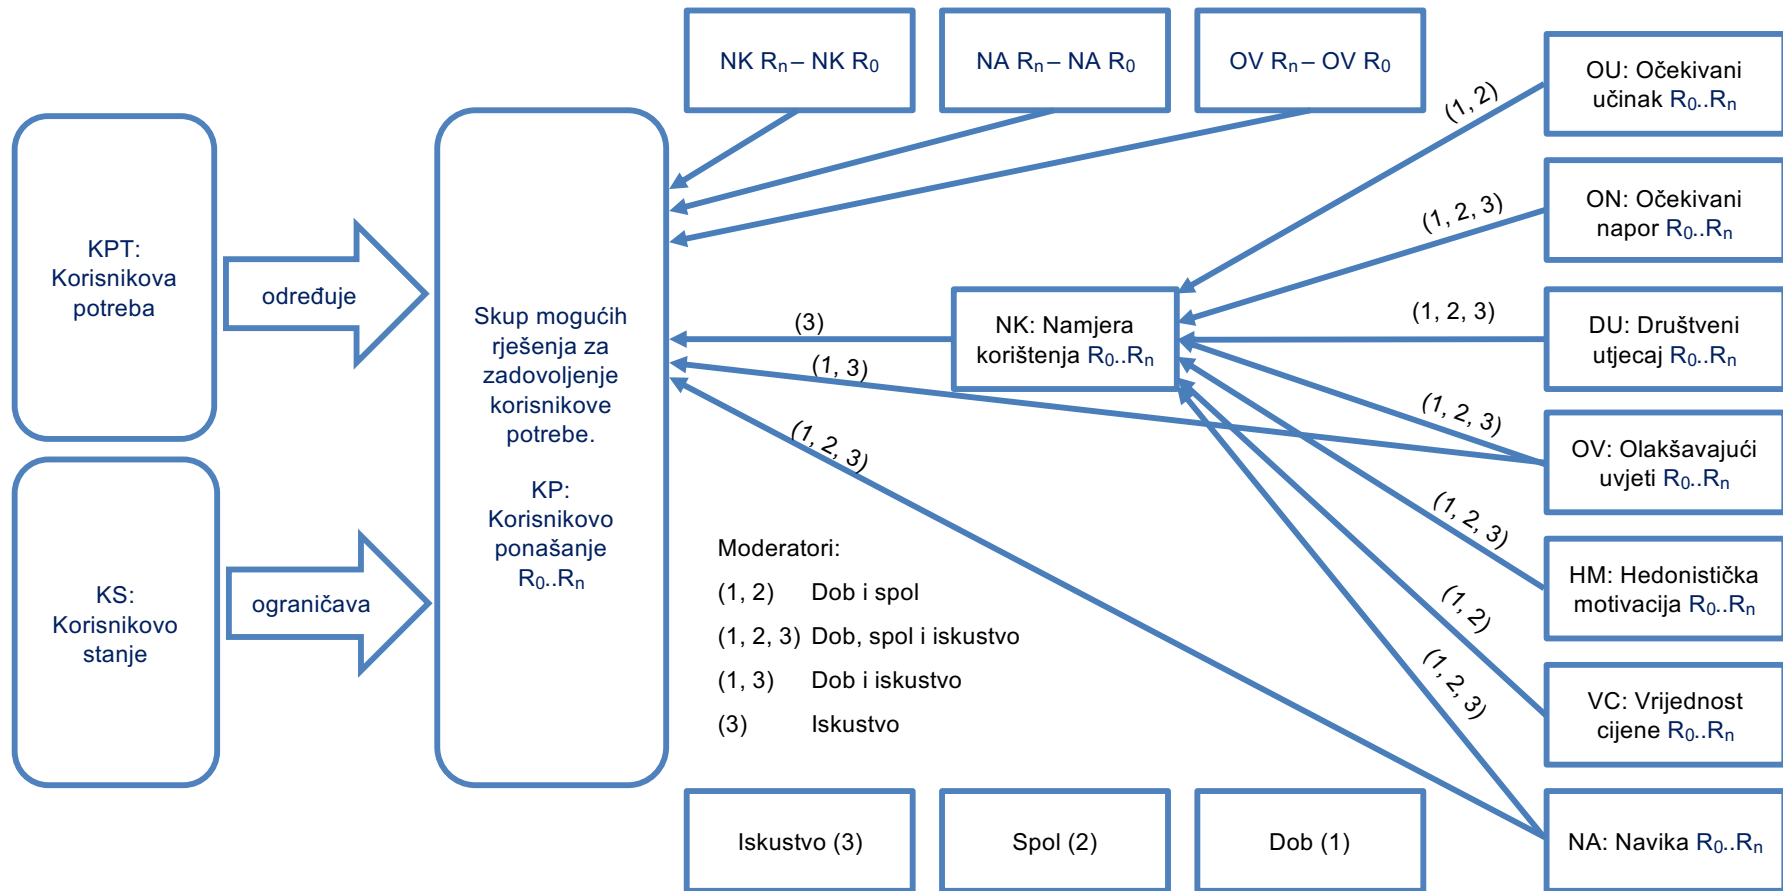 NK Rn – NK R0
NA Rn – NA R0
OV Rn – OV R0
OU: Očekivani
učinak R0..Rn
(1, 2)
ON: Očekivani
napor R0..Rn
(1, 2, 3)
KPT:
Korisnikova
potreba
određuje
Skup mogućih
rješenja za
zadovoljenje
korisnikove
potrebe.
KP:
Korisnikovo
ponašanje
R0..Rn
(3)
NK: Namjera
korištenja R0..Rn
(1, 2, 3)
DU: Društveni
utjecaj R0..Rn
(1, 3)
(1, 2, 3)
(1, 2, 3)
OV: Olakšavajući
uvjeti R0..Rn
(1, 2, 3)
HM: Hedonistička
motivacija R0..Rn
KS:
Korisnikovo
stanje
ograničava
Moderatori:
(1, 2) Dob i spol
(1, 2, 3) Dob, spol i iskustvo
(1, 3) Dob i iskustvo
(3) Iskustvo
(1, 2)
(1, 2, 3)
VC: Vrijednost
cijene R0..Rn
Iskustvo (3)
Spol (2)
Dob (1)
NA: Navika R0..Rn